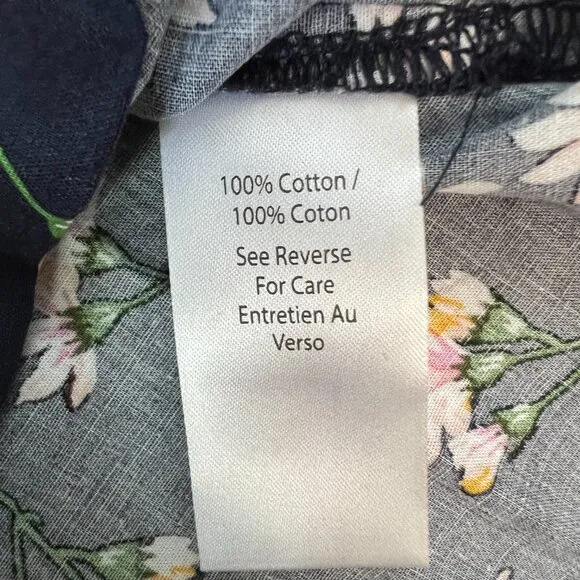 100% Cotton /
100% Coton
See Reverse
For Care
Entretien Au
Verso